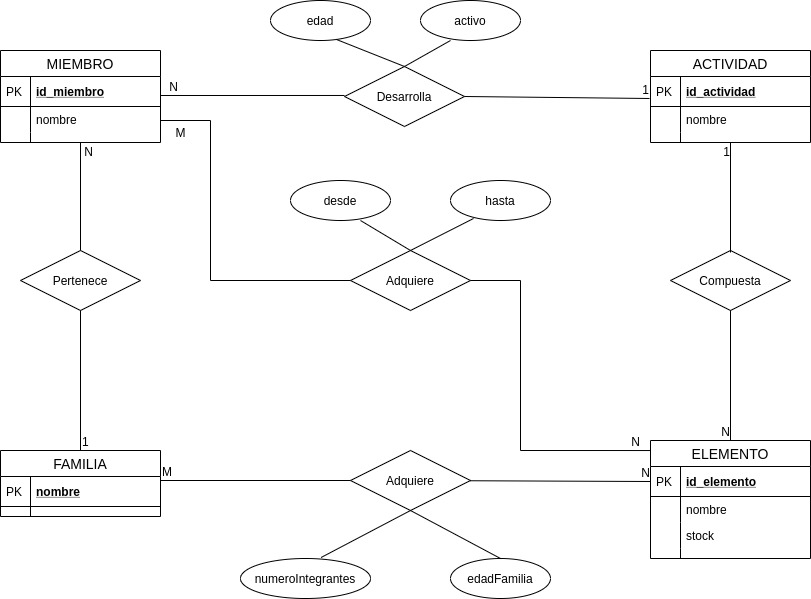 edad
activo
MIEMBRO
PK id_miembro
nombre
N
Desarrolla
1
ACTIVIDAD
PK id_actividad
nombre
M
N
1
desde
hasta
Pertenece
Adquiere
Compuesta
1
N
N
FAMILIA
PK nombre
M
Adquiere
N
ELEMENTO
PK id_elemento
nombre
stock
numeroIntegrantes
edadFamilia